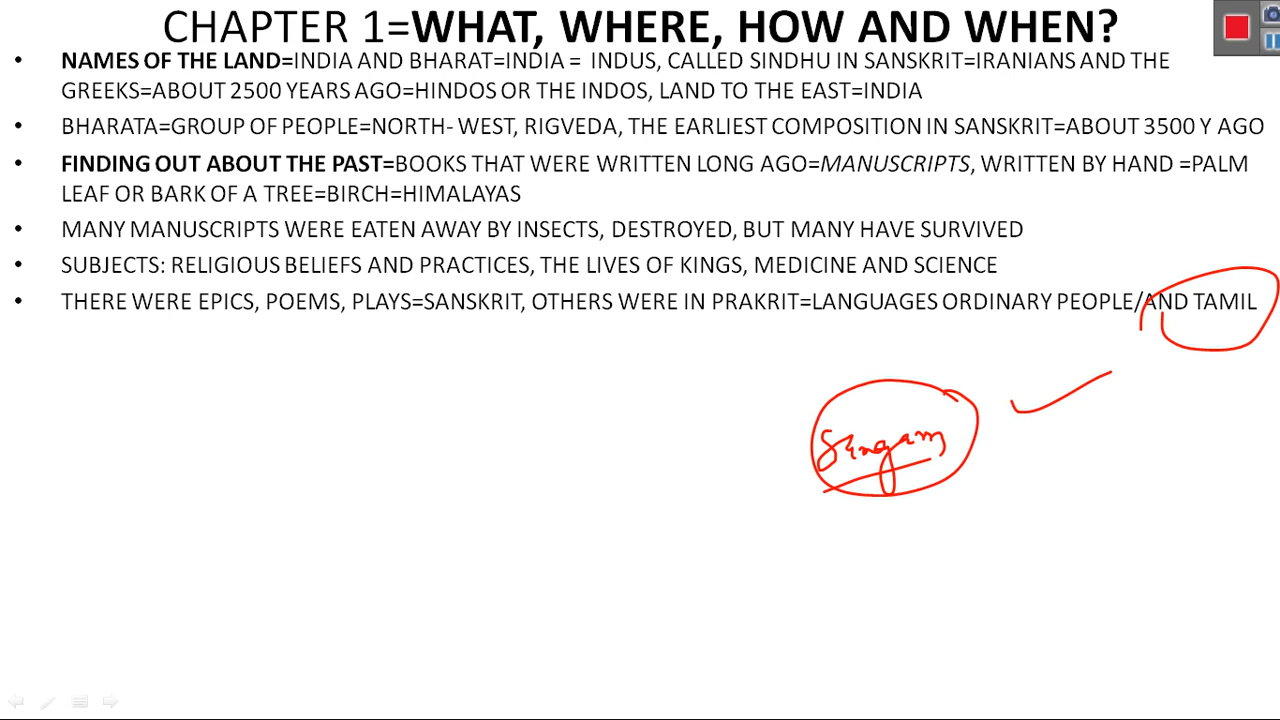 CHAPTER 1=WHAT, WHERE, HOW AND WHEN?
• NAMES OF THE LAND=INDIA AND BHARAT=INDIA = INDUS, CALLED SINDHU IN SANSKRIT=IRANIANS AND THE
GREEKS=ABOUT 2500 YEARS AGO=HINDOS OR THE INDOS, LAND TO THE EAST=INDIA
• BHARATA=GROUP OF PEOPLE=NORTH- WEST, RIGVEDA, THE EARLIEST COMPOSITION IN SANSKRIT=ABOUT 3500 Y AGO
• FINDING OUT ABOUT THE PAST=BOOKS THAT WERE WRITTEN LONG AGO=MANUSCRIPTS, WRITTEN BY HAND =PALM
LEAF OR BARK OF A TREE=BIRCH=HIMALAYAS
• MANY MANUSCRIPTS WERE EATEN AWAY BY INSECTS, DESTROYED, BUT MANY HAVE SURVIVED
• SUBJECTS: RELIGIOUS BELIEFS AND PRACTICES, THE LIVES OF KINGS, MEDICINE AND SCIENCE
• THERE WERE EPICS, POEMS, PLAYS=SANSKRIT, OTHERS WERE IN PRAKRIT=LANGUAGES ORDINARY PEOPLE/AND TAMIL